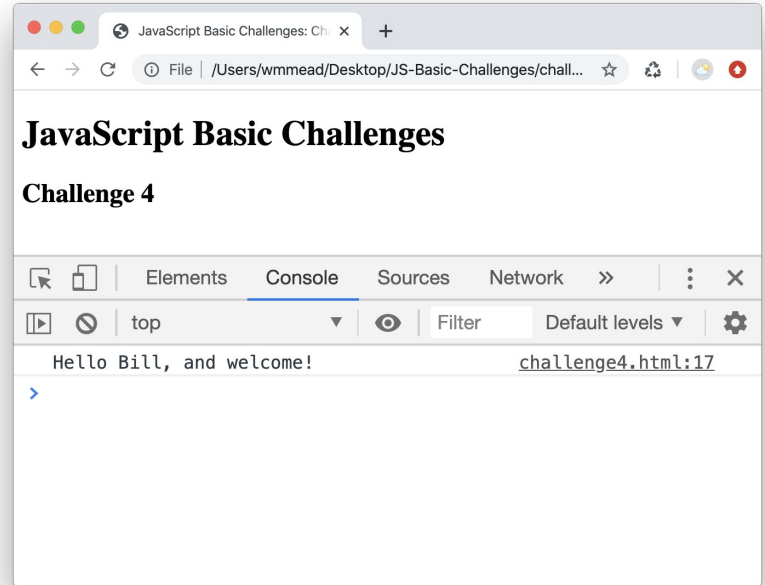 JavaScript Basic Challenges: Ch
File /Users/wmmead/Desktop/JS-Basic-Challenges/chall...
JavaScript Basic Challenges
Challenge 4
Elements Console Sources Network »
top Filter Default levels
Hello Bill, and welcome! challenge4.html:17
>